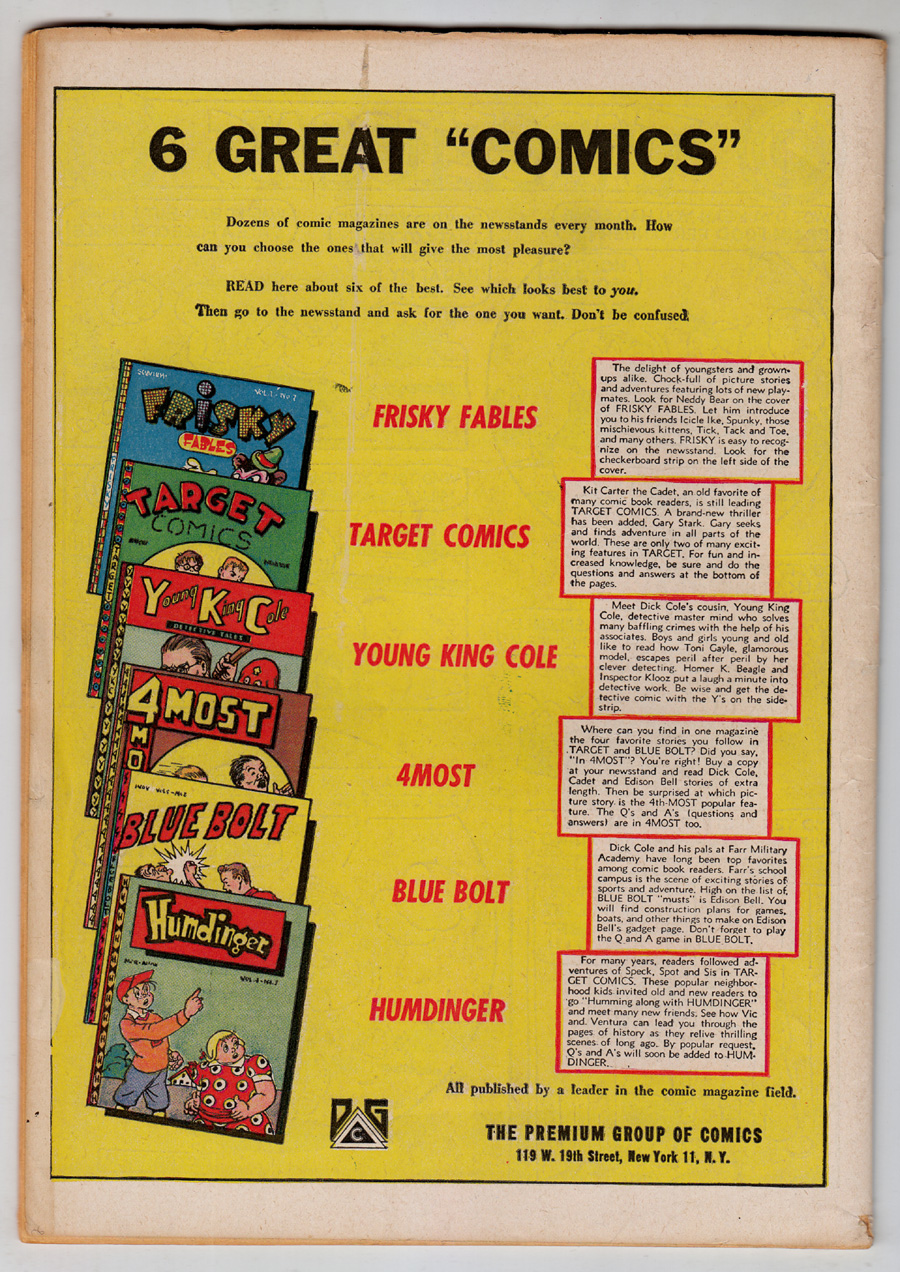 6 GREAT “COMICS”
Dozens of comic magazines are on the newsstands every month. How
can you choose the ones that will give the most pleasure?
READ here about six of the best. See which looks best to you.
Then go to the newsstand and ask for the one you want. Don't be confused.
VOL. 1 - No. 7
FRiSKY
FABLES
TARGET
COMICS
Young King Cole
DETECTIVE TALES
4MOST
BLUE BOLT
Humdinger
FRISKY FABLES
The delight of youngsters and grown-
ups alike. Chock-full of picture stories
and adventures featuring lots of new play-
mates. Look for Neddy Bear on the cover
of FRISKY FABLES. Let him introduce
you to his friends Icicle Ike, Spunky, those
mischievous kittens, Tick, Tack and Toe,
and many others. FRISKY is easy to recog-
nize on the newsstand. Look for the
checkerboard strip on the left side of the
cover.
TARGET COMICS
Kit Carter the Cadet, an old favorite of
many comic book readers, is still leading
TARGET COMICS. A brand-new thriller
has been added, Gary Stark. Gary seeks
and finds adventure in all parts of the
world. These are only two of many excit-
ing features in TARGET. For fun and in-
creased knowledge, be sure and do the
questions and answers at the bottom of
the pages.
YOUNG KING COLE
Meet Dick Cole's cousin, Young King
Cole, detective master mind who solves
many baffling crimes with the help of his
associates. Boys and girls young and old
like to read how Toni Gayle, glamorous
model, escapes peril after peril by her
clever detecting. Homer K. Beagle and
Inspector Klooz put a laugh a minute into
detective work. Be wise and get the de-
tective comic with the Y's on the side-
strip.
4MOST
Where can you find in one magazine
the four favorite stories you follow in
TARGET and BLUE BOLT? Did you say,
"In 4MOST"? You're right! Buy a copy
at your newsstand and read Dick Cole,
Cadet and Edison Bell stories of extra
length. Then be surprised at which pic-
ture story is the 4th-MOST popular fea-
ture. The Q's and A's (questions and
answers) are in 4MOST too.
BLUE BOLT
Dick Cole and his pals at Farr Military
Academy have long been top favorites
among comic book readers. Farr's school
campus is the scene of exciting stories of
sports and adventure. High on the list of
BLUE BOLT "musts" is Edison Bell. You
will find construction plans for games,
boats, and other things to make on Edison
Bell's gadget page. Don't forget to play
the Q and A game in BLUE BOLT.
HUMDINGER
For many years, readers followed ad-
ventures of Speck, Spot and Sis in TAR-
GET COMICS. These popular neighbor-
hood kids invited old and new readers to
go "Humming along with HUMDINGER"
and meet many new friends. See how Vic
and Ventura can lead you through the
pages of history as they relive thrilling
scenes of long ago. By popular request,
Q's and A's will soon be added to HUM-
DINGER.
All published by a leader in the comic magazine field.
PGC
THE PREMIUM GROUP OF COMICS
119 W. 19th Street, New York 11, N. Y.